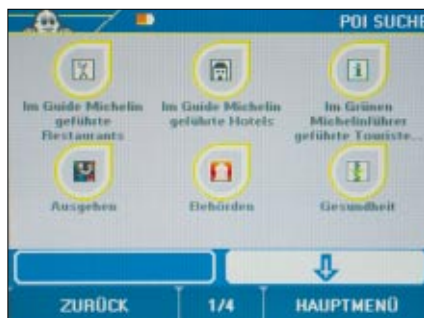 POI SUCHE
Im Guide Michelin
geführte
Restaurants
Im Guide Michelin
geführte Hotels
Im Grünen
Michelinführer
geführte Touriste...
Ausgehen
Behörden
Gesundheit
ZURÜCK
1/4
HAUPTMENÜ